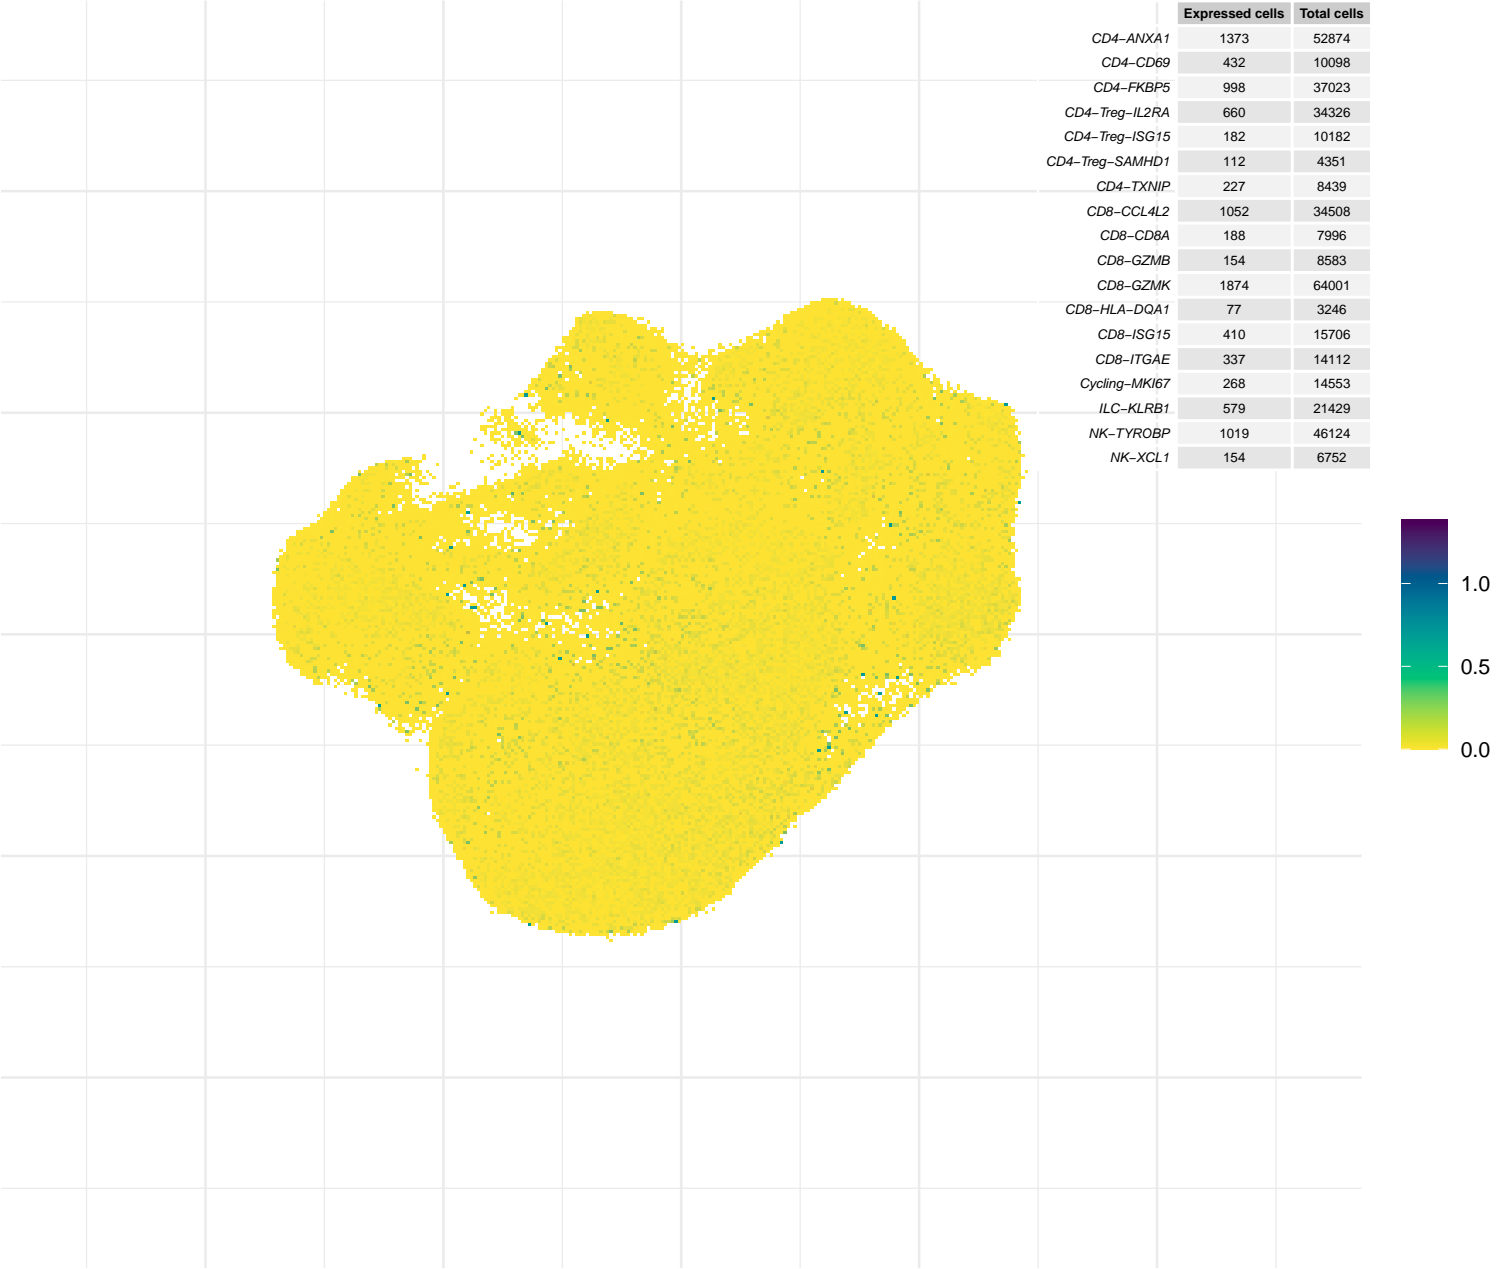 Expressed cells Total cells
CD4−ANXA1 1373 52874
CD4−CD69 432 10098
CD4−FKBP5 998 37023
CD4−Treg−IL2RA 660 34326
CD4−Treg−ISG15 182 10182
CD4−Treg−SAMHD1 112 4351
CD4−TXNIP 227 8439
CD8−CCL4L2 1052 34508
CD8−CD8A 188 7996
CD8−GZMB 154 8583
CD8−GZMK 1874 64001
CD8−HLA−DQA1 77 3246
CD8−ISG15 410 15706
CD8−ITGAE 337 14112
Cycling−MKI67 268 14553
ILC−KLRB1 579 21429
NK−TYROBP 1019 46124
NK−XCL1 154 6752
1.0
0.5
0.0